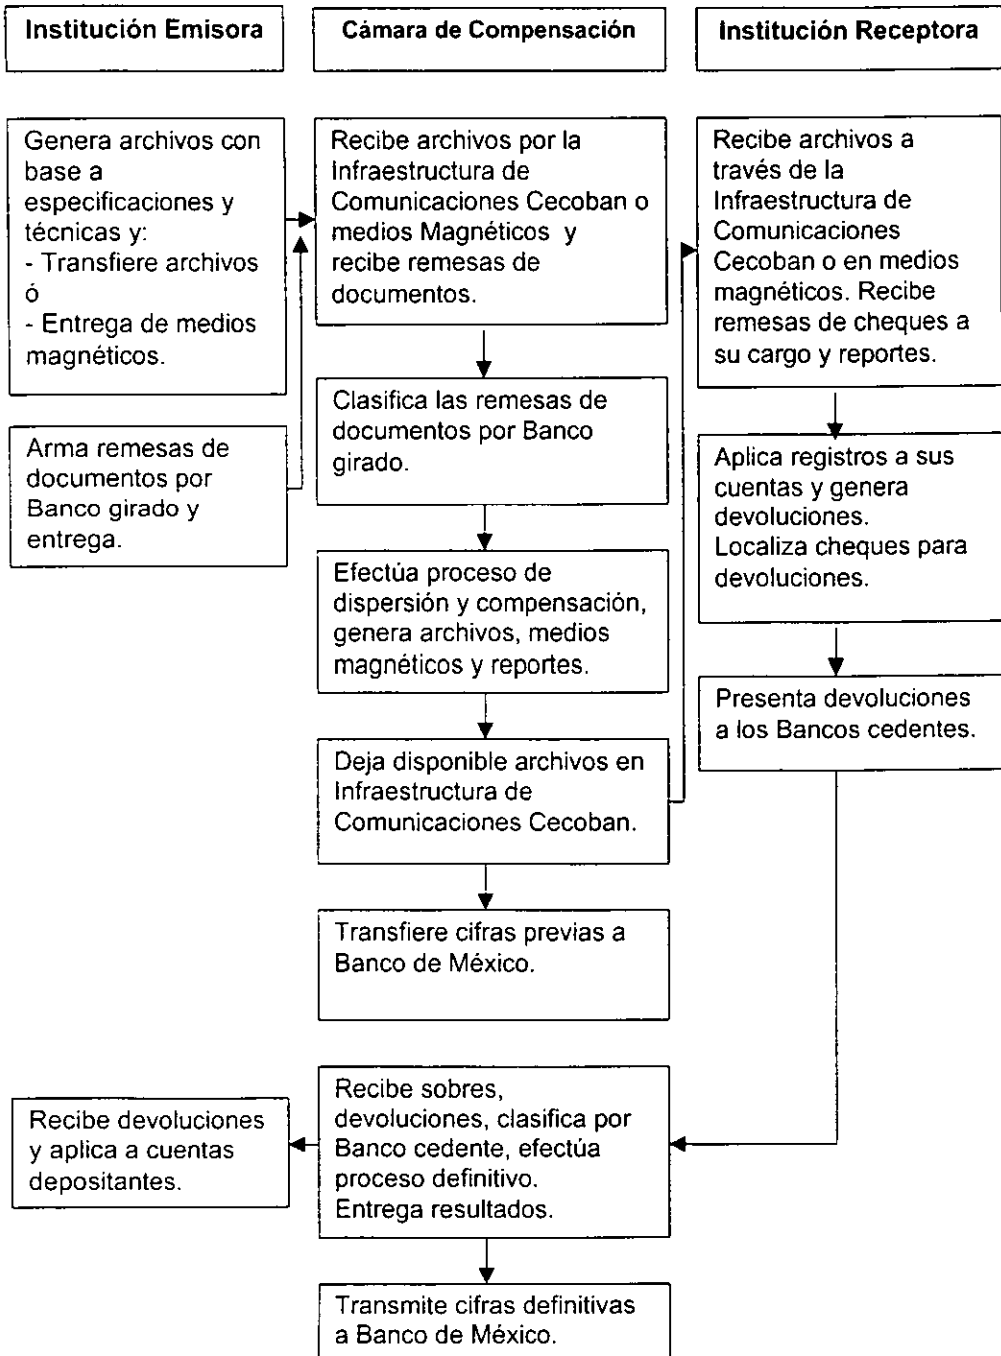 Institución Emisora
Cámara de Compensación
Institución Receptora
Genera archivos con
base a
especificaciones y
técnicas y:
- Transfiere archivos
ó
- Entrega de medios
magnéticos.
Arma remesas de
documentos por
Banco girado y
entrega.
Recibe archivos por la
Infraestructura de
Comunicaciones Cecoban o
medios Magnéticos y
recibe remesas de
documentos.
Clasifica las remesas de
documentos por Banco
girado.
Efectúa proceso de
dispersión y compensación,
genera archivos, medios
magnéticos y reportes.
Deja disponible archivos en
Infraestructura de
Comunicaciones Cecoban.
Transfiere cifras previas a
Banco de México.
Recibe archivos a
través de la
Infraestructura de
Comunicaciones
Cecoban o en medios
magnéticos. Recibe
remesas de cheques a
su cargo y reportes.
Aplica registros a sus
cuentas y genera
devoluciones.
Localiza cheques para
devoluciones.
Presenta devoluciones
a los Bancos cedentes.
Recibe sobres,
devoluciones, clasifica por
Banco cedente, efectúa
proceso definitivo.
Entrega resultados.
Recibe devoluciones
y aplica a cuentas
depositantes.
Transmite cifras definitivas
a Banco de México.